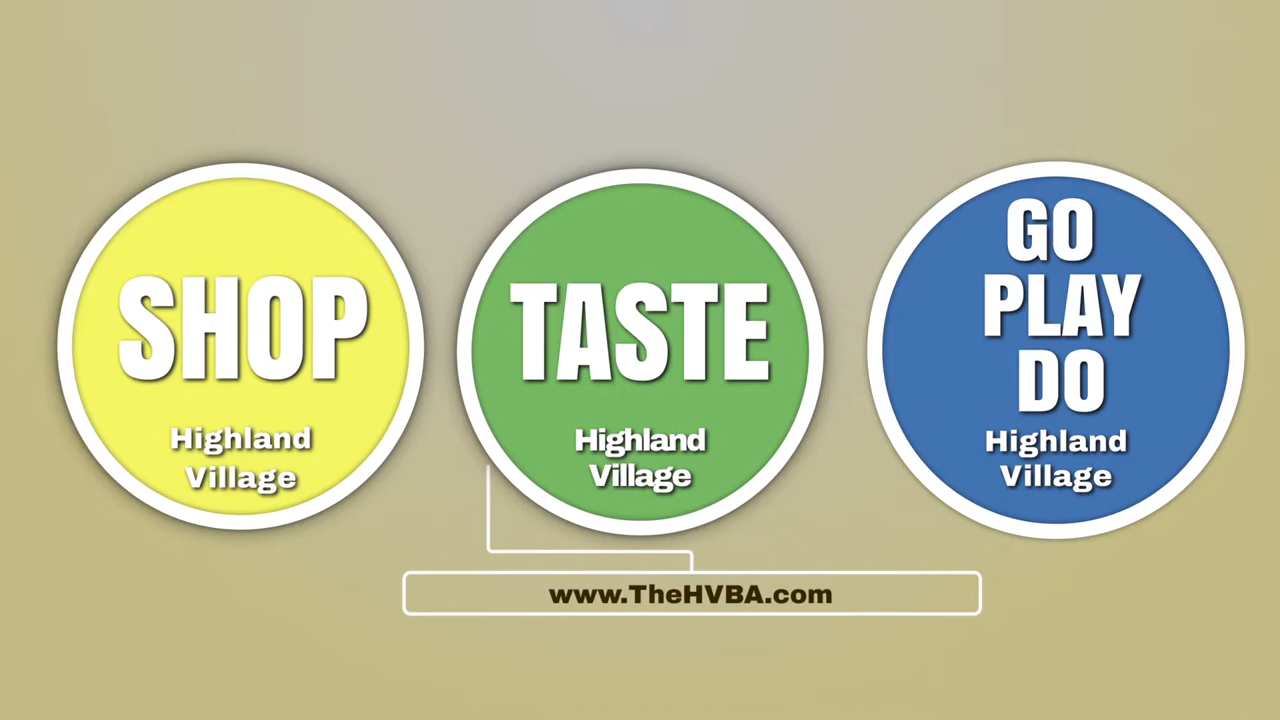 SHOP
Highland
Village
TASTE
Highland
Village
GO
PLAY
DO
Highland
Village
www.TheHVBA.com